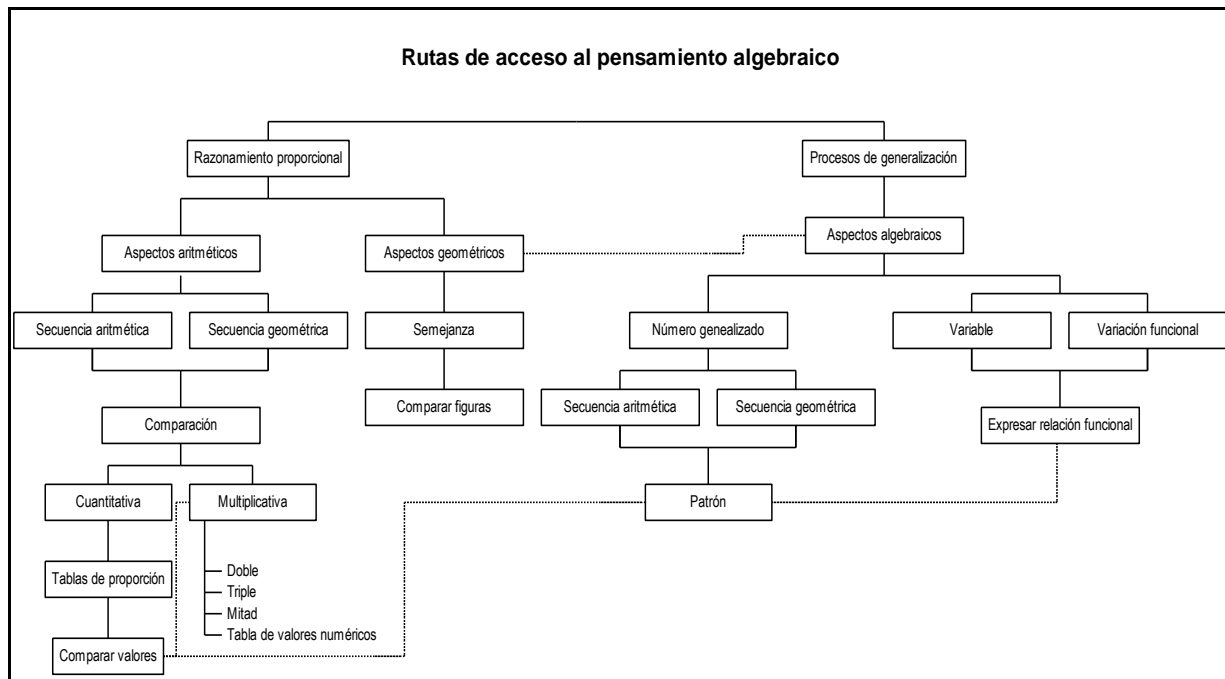 Rutas de acceso al pensamiento algebraico
Razonamiento proporcional
Procesos de generalización
Aspectos aritméticos
Aspectos geométricos
Aspectos algebraicos
Secuencia aritmética
Secuencia geométrica
Semejanza
Número genealizado
Variable
Variación funcional
Comparar figuras
Secuencia aritmética
Secuencia geométrica
Comparación
Expresar relación funcional
Cuantitativa
Multiplicativa
Patrón
Tablas de proporción
Doble
Triple
Mitad
Tabla de valores numéricos
Comparar valores